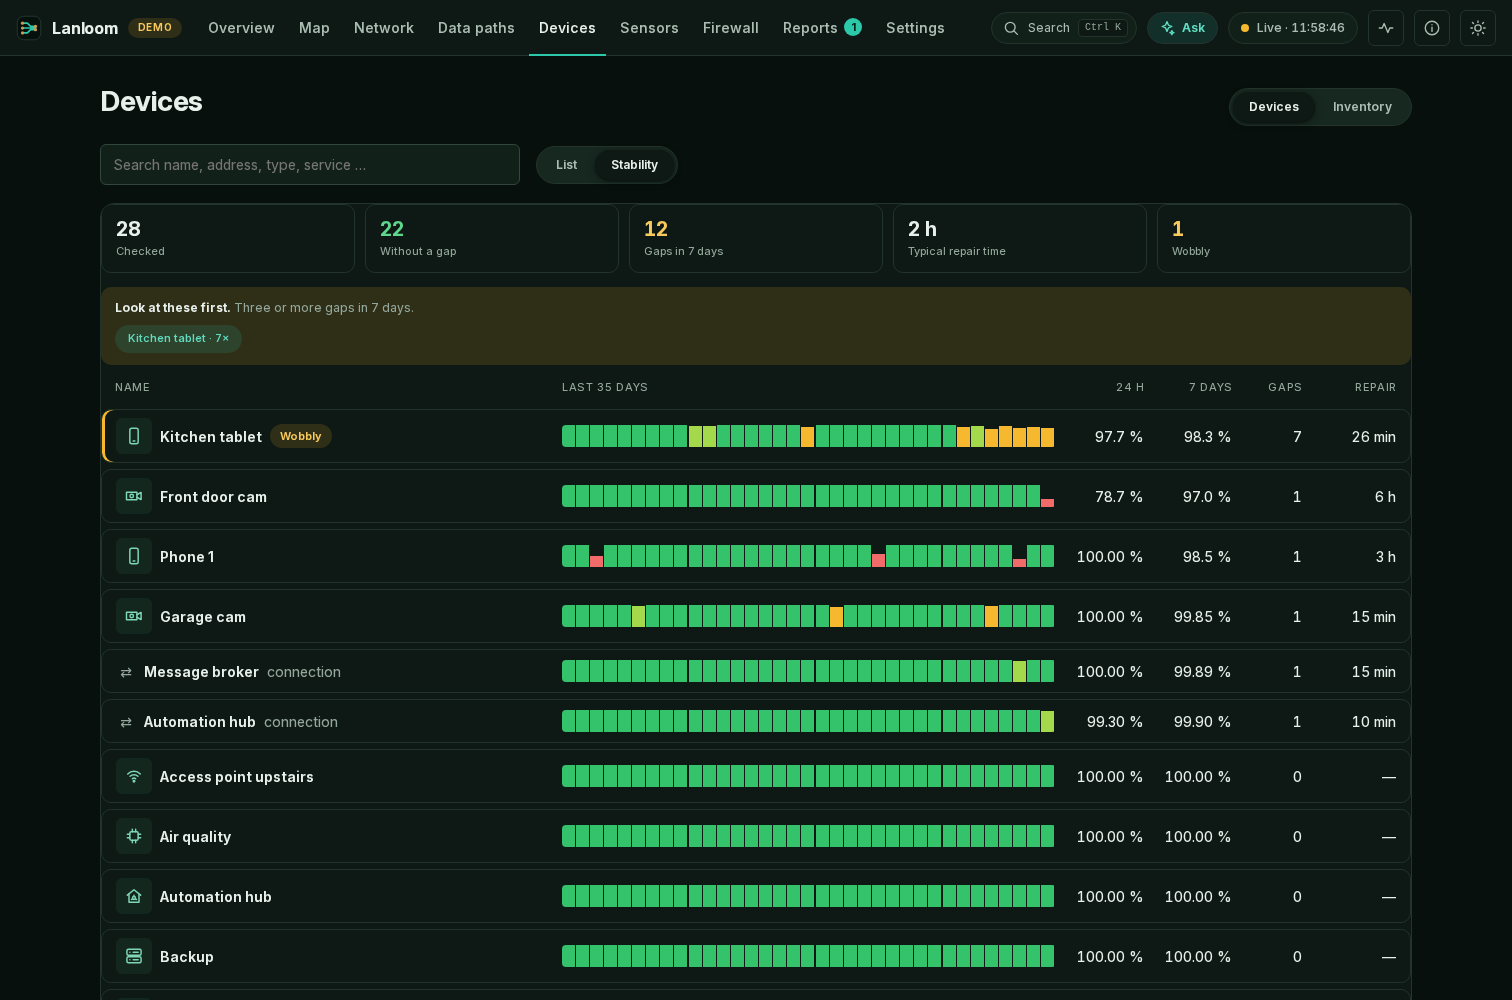 Lanloom DEMO Overview Map Network Data paths Devices Sensors Firewall Reports 1 Settings Search Ctrl K Ask Live · 11:58:46
Devices
Devices Inventory
Search name, address, type, service …
List Stability
28 22 12 2 h 1
Checked Without a gap Gaps in 7 days Typical repair time Wobbly
Look at these first. Three or more gaps in 7 days.
Kitchen tablet · 7×
NAME LAST 35 DAYS 24 H 7 DAYS GAPS REPAIR
Kitchen tablet Wobbly 97.7 % 98.3 % 7 26 min
Front door cam 78.7 % 97.0 % 1 6 h
Phone 1 100.00 % 98.5 % 1 3 h
Garage cam 100.00 % 99.85 % 1 15 min
⇄ Message broker connection 100.00 % 99.89 % 1 15 min
⇄ Automation hub connection 99.30 % 99.90 % 1 10 min
Access point upstairs 100.00 % 100.00 % 0 —
Air quality 100.00 % 100.00 % 0 —
Automation hub 100.00 % 100.00 % 0 —
Backup 100.00 % 100.00 % 0 —